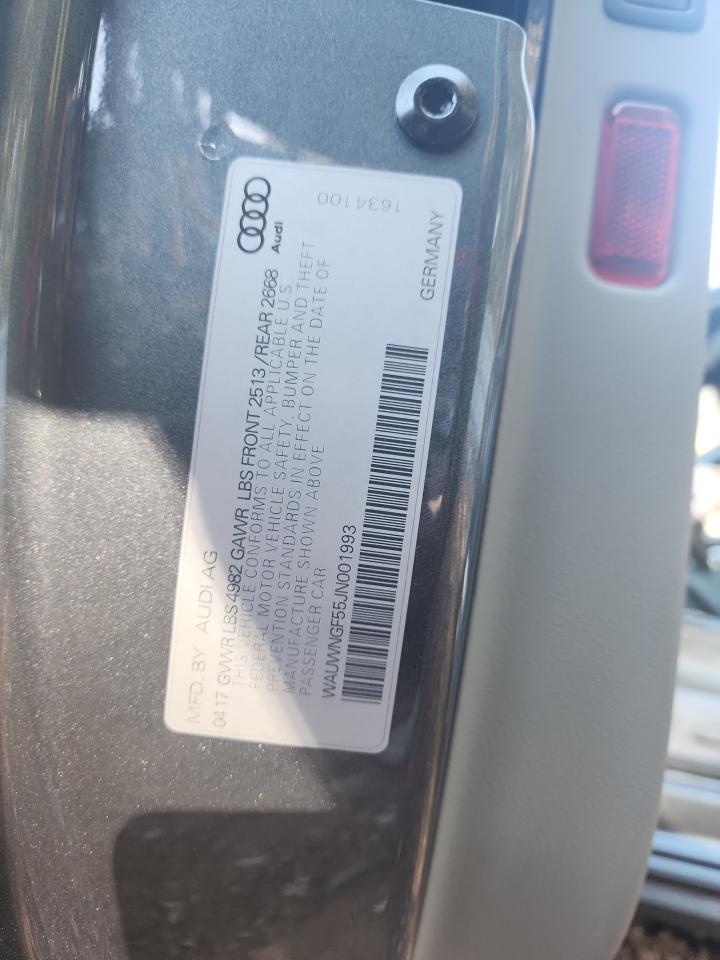 MFD. BY AUDI AG
Audi
1634100
04 17 GVWR LBS 4982 GAWR LBS FRONT 2513 /REAR 2668
THIS VEHICLE CONFORMS TO ALL APPLICABLE U S
FEDERAL MOTOR VEHICLE SAFETY, BUMPER AND THEFT
PREVENTION STANDARDS IN EFFECT ON THE DATE OF
MANUFACTURE SHOWN ABOVE
PASSENGER CAR
WAUWNGF55JN001993
GERMANY